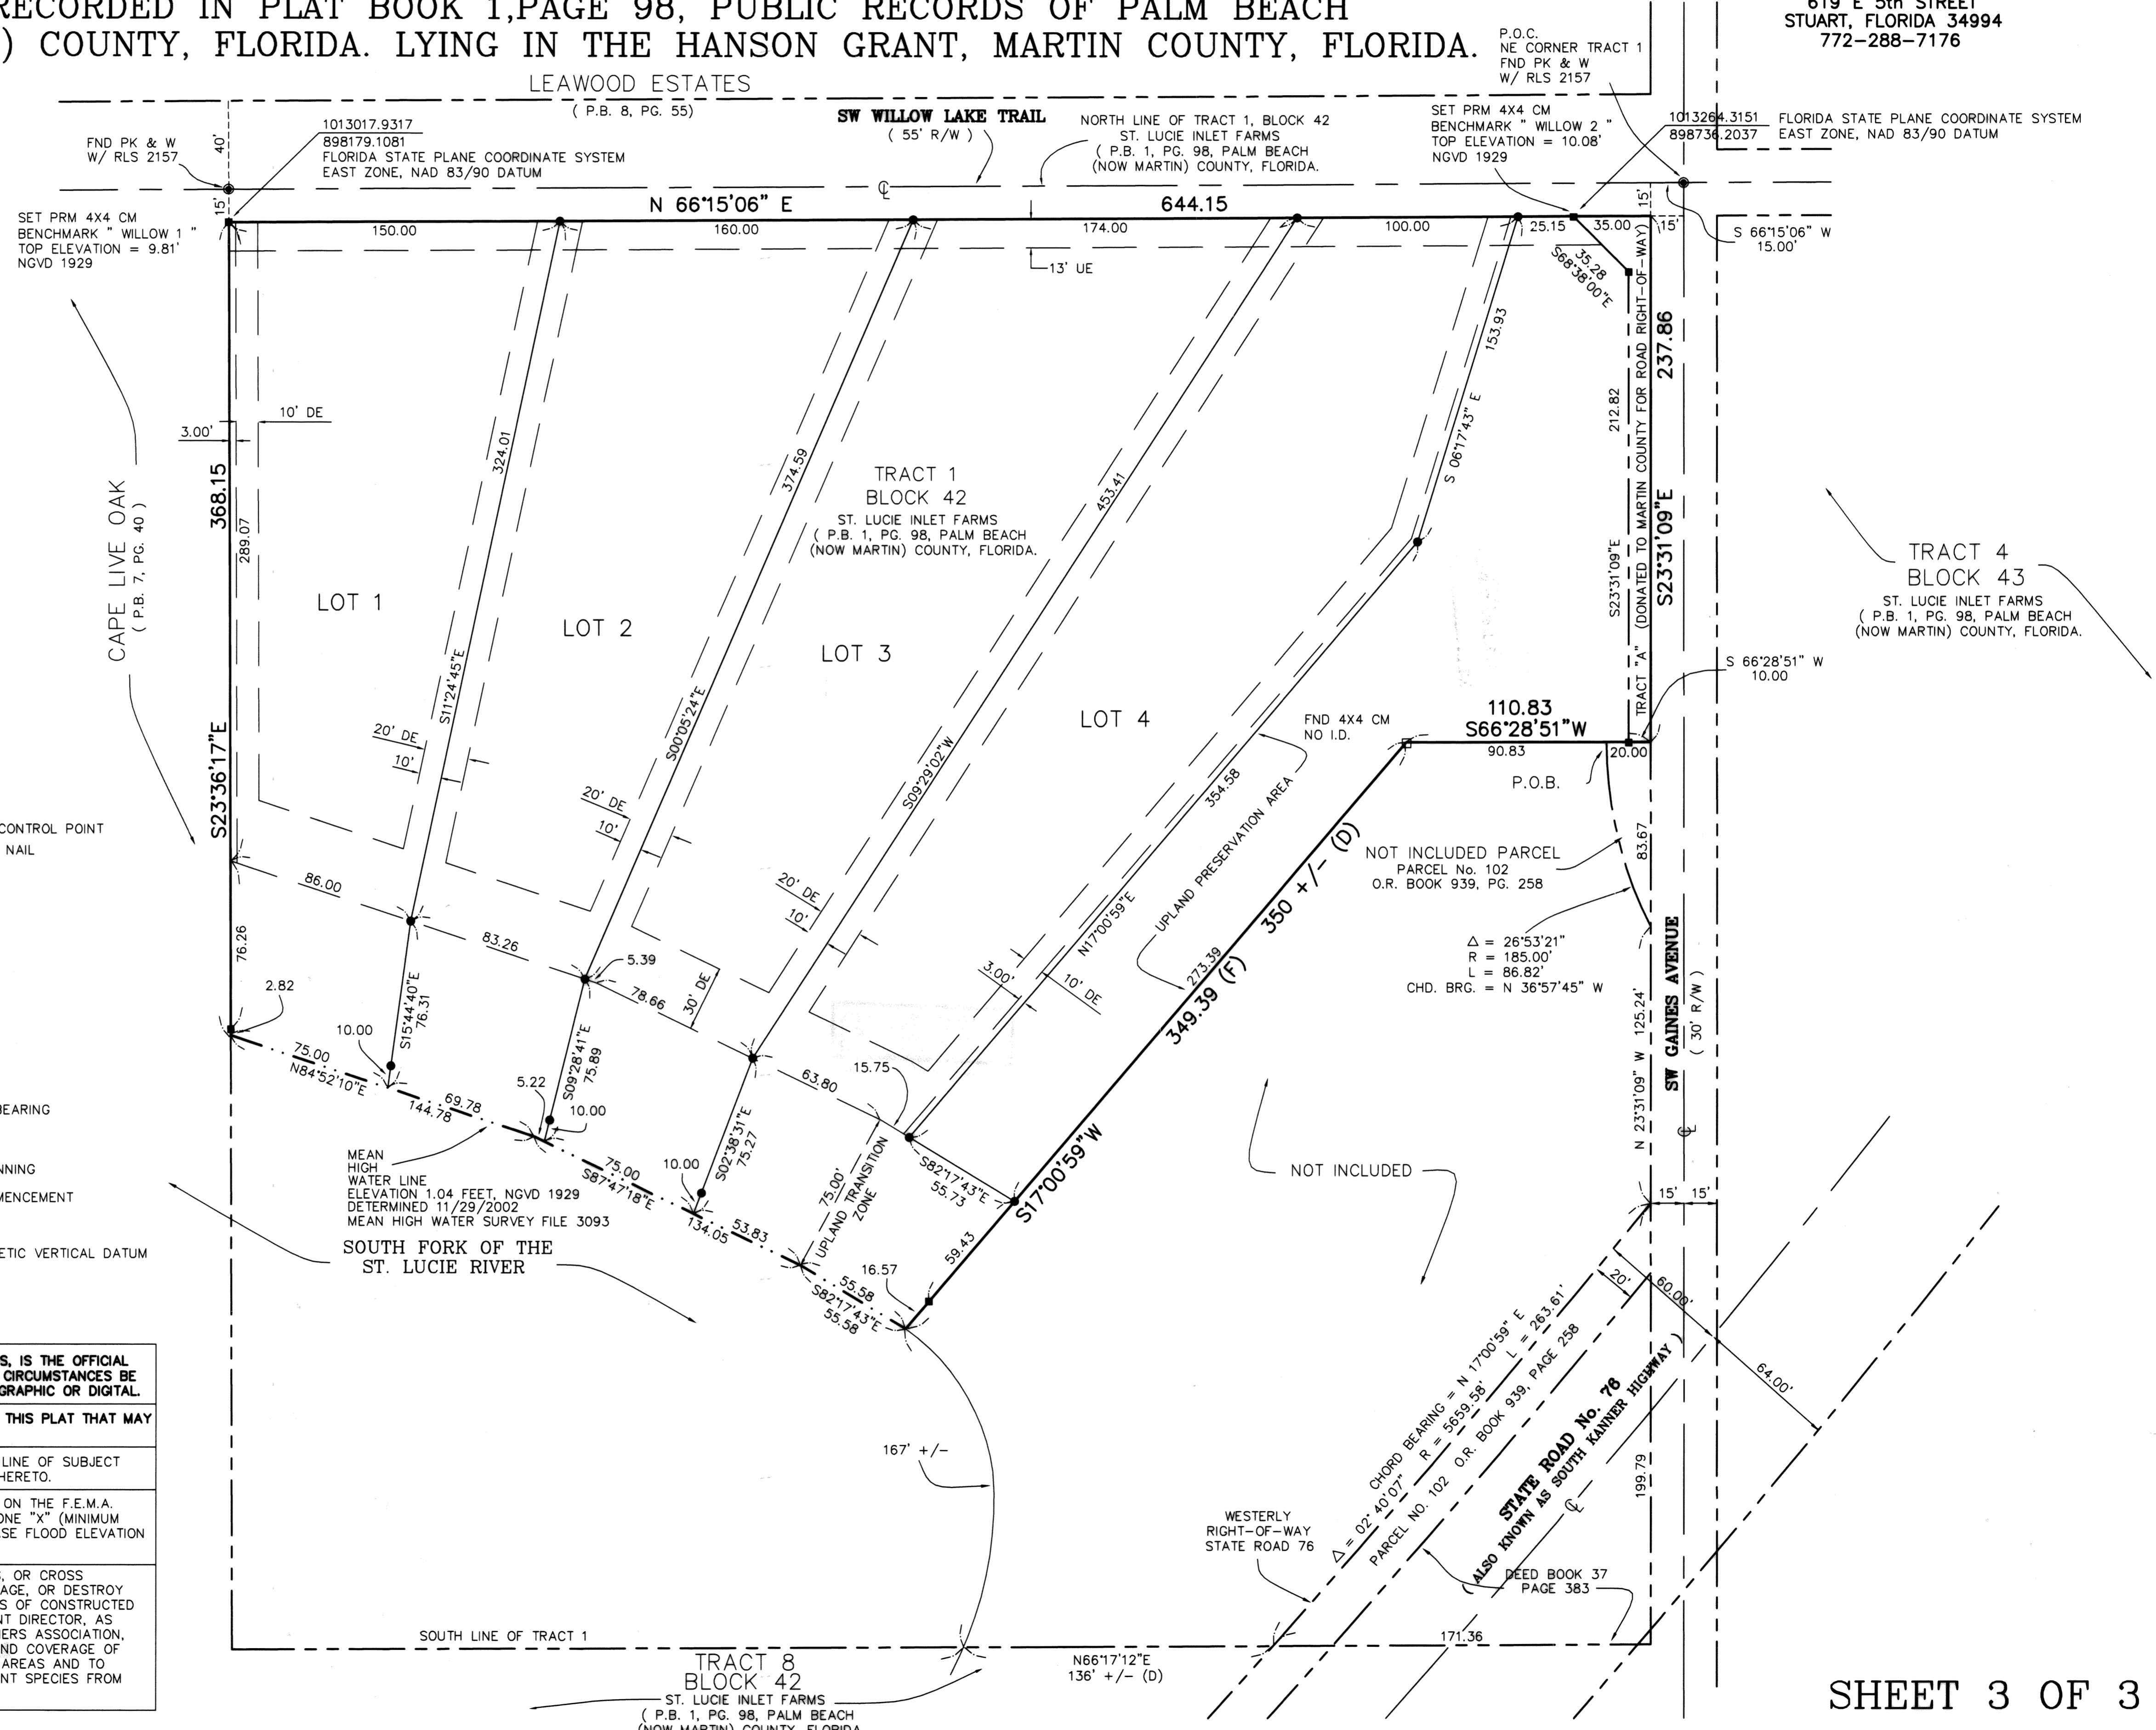 RECORDED IN PLAT BOOK 1,PAGE 98, PUBLIC RECORDS OF PALM BEACH
) COUNTY, FLORIDA. LYING IN THE HANSON GRANT, MARTIN COUNTY, FLORIDA.
619 E 5th STREET
STUART, FLORIDA 34994
772-288-7176
P.O.C.
NE CORNER TRACT 1
FND PK & W
W/ RLS 2157
LEAWOOD ESTATES
( P.B. 8, PG. 55)
SW WILLOW LAKE TRAIL
( 55' R/W )
NORTH LINE OF TRACT 1, BLOCK 42
ST. LUCIE INLET FARMS
( P.B. 1, PG. 98, PALM BEACH
(NOW MARTIN) COUNTY, FLORIDA.
SET PRM 4X4 CM
BENCHMARK " WILLOW 2 "
TOP ELEVATION = 10.08'
NGVD 1929
1013264.3151
898736.2037
FLORIDA STATE PLANE COORDINATE SYSTEM
EAST ZONE, NAD 83/90 DATUM
FND PK & W
W/ RLS 2157
40'
1013017.9317
898179.1081
FLORIDA STATE PLANE COORDINATE SYSTEM
EAST ZONE, NAD 83/90 DATUM
15'
SET PRM 4X4 CM
BENCHMARK " WILLOW 1 "
TOP ELEVATION = 9.81'
NGVD 1929
N 66°15'06" E
644.15
150.00
160.00
174.00
100.00
25.15
35.00
15'
15'
S 66°15'06" W
15.00'
13' UE
35.28
S68°38'00"E
10' DE
3.00'
368.15
289.07
S23°36'17"E
CAPE LIVE OAK
( P.B. 7, PG. 40 )
324.01
S11°24'45"E
374.59
S00°05'24"E
453.41
S09°29'02"W
153.93
S 06°17'43" E
212.82
S23°31'09"E
TRACT "A" (DONATED TO MARTIN COUNTY FOR ROAD RIGHT-OF-WAY)
237.86
S23°31'09"E
TRACT 1
BLOCK 42
ST. LUCIE INLET FARMS
( P.B. 1, PG. 98, PALM BEACH
(NOW MARTIN) COUNTY, FLORIDA.
TRACT 4
BLOCK 43
ST. LUCIE INLET FARMS
( P.B. 1, PG. 98, PALM BEACH
(NOW MARTIN) COUNTY, FLORIDA.
LOT 1
LOT 2
LOT 3
LOT 4
S 66°28'51" W
10.00
FND 4X4 CM
NO I.D.
110.83
S66°28'51"W
90.83
20.00
P.O.B.
20' DE
10'
20' DE
10'
20' DE
10'
354.58
N17°00'59"E
UPLAND PRESERVATION AREA
350 +/- (D)
273.39
349.39 (F)
S17°00'59"W
3.00'
10' DE
NOT INCLUDED PARCEL
PARCEL No. 102
O.R. BOOK 939, PG. 258
83.67
Δ = 26°53'21"
R = 185.00'
L = 86.82'
CHD. BRG. = N 36°57'45" W
N 23°31'09" W 125.24'
SW GAINES AVENUE
( 30' R/W )
CONTROL POINT
NAIL
86.00
83.26
5.39
78.66
30' DE
63.80
15.75
76.26
2.82
10.00
S15°44'40"E
76.31
75.00
N84°52'10"E
144.78
69.78
5.22
S09°28'41"E
75.89
10.00
75.00
S87°47'18"E
10.00
S02°38'31"E
75.27
134.05
53.83
75.00'
UPLAND TRANSITION
ZONE
S82°17'43"E
55.73
59.43
16.57
55.58
S82°17'43"E
55.58
MEAN
HIGH
WATER LINE
ELEVATION 1.04 FEET, NGVD 1929
DETERMINED 11/29/2002
MEAN HIGH WATER SURVEY FILE 3093
SOUTH FORK OF THE
ST. LUCIE RIVER
NOT INCLUDED
15'
15'
BEARING
NNING
MENCEMENT
ETIC VERTICAL DATUM
S, IS THE OFFICIAL
CIRCUMSTANCES BE
GRAPHIC OR DIGITAL.
THIS PLAT THAT MAY
LINE OF SUBJECT
HERETO.
ON THE F.E.M.A.
ONE "X" (MINIMUM
SE FLOOD ELEVATION
, OR CROSS
AGE, OR DESTROY
S OF CONSTRUCTED
NT DIRECTOR, AS
ERS ASSOCIATION,
ND COVERAGE OF
AREAS AND TO
NT SPECIES FROM
167' +/-
20'
60.00'
64.00'
CHORD BEARING = N 17°00'59" E
Δ = 02°40'07" R = 5659.58' L = 263.61'
PARCEL NO. 102 O.R. BOOK 939, PAGE 258
STATE ROAD No. 76
( ALSO KNOWN AS SOUTH KANNER HIGHWAY )
199.79
WESTERLY
RIGHT-OF-WAY
STATE ROAD 76
DEED BOOK 37
PAGE 383
SOUTH LINE OF TRACT 1
171.36
N66°17'12"E
136' +/- (D)
TRACT 8
BLOCK 42
ST. LUCIE INLET FARMS
( P.B. 1, PG. 98, PALM BEACH
(NOW MARTIN) COUNTY, FLORIDA
SHEET 3 OF 3